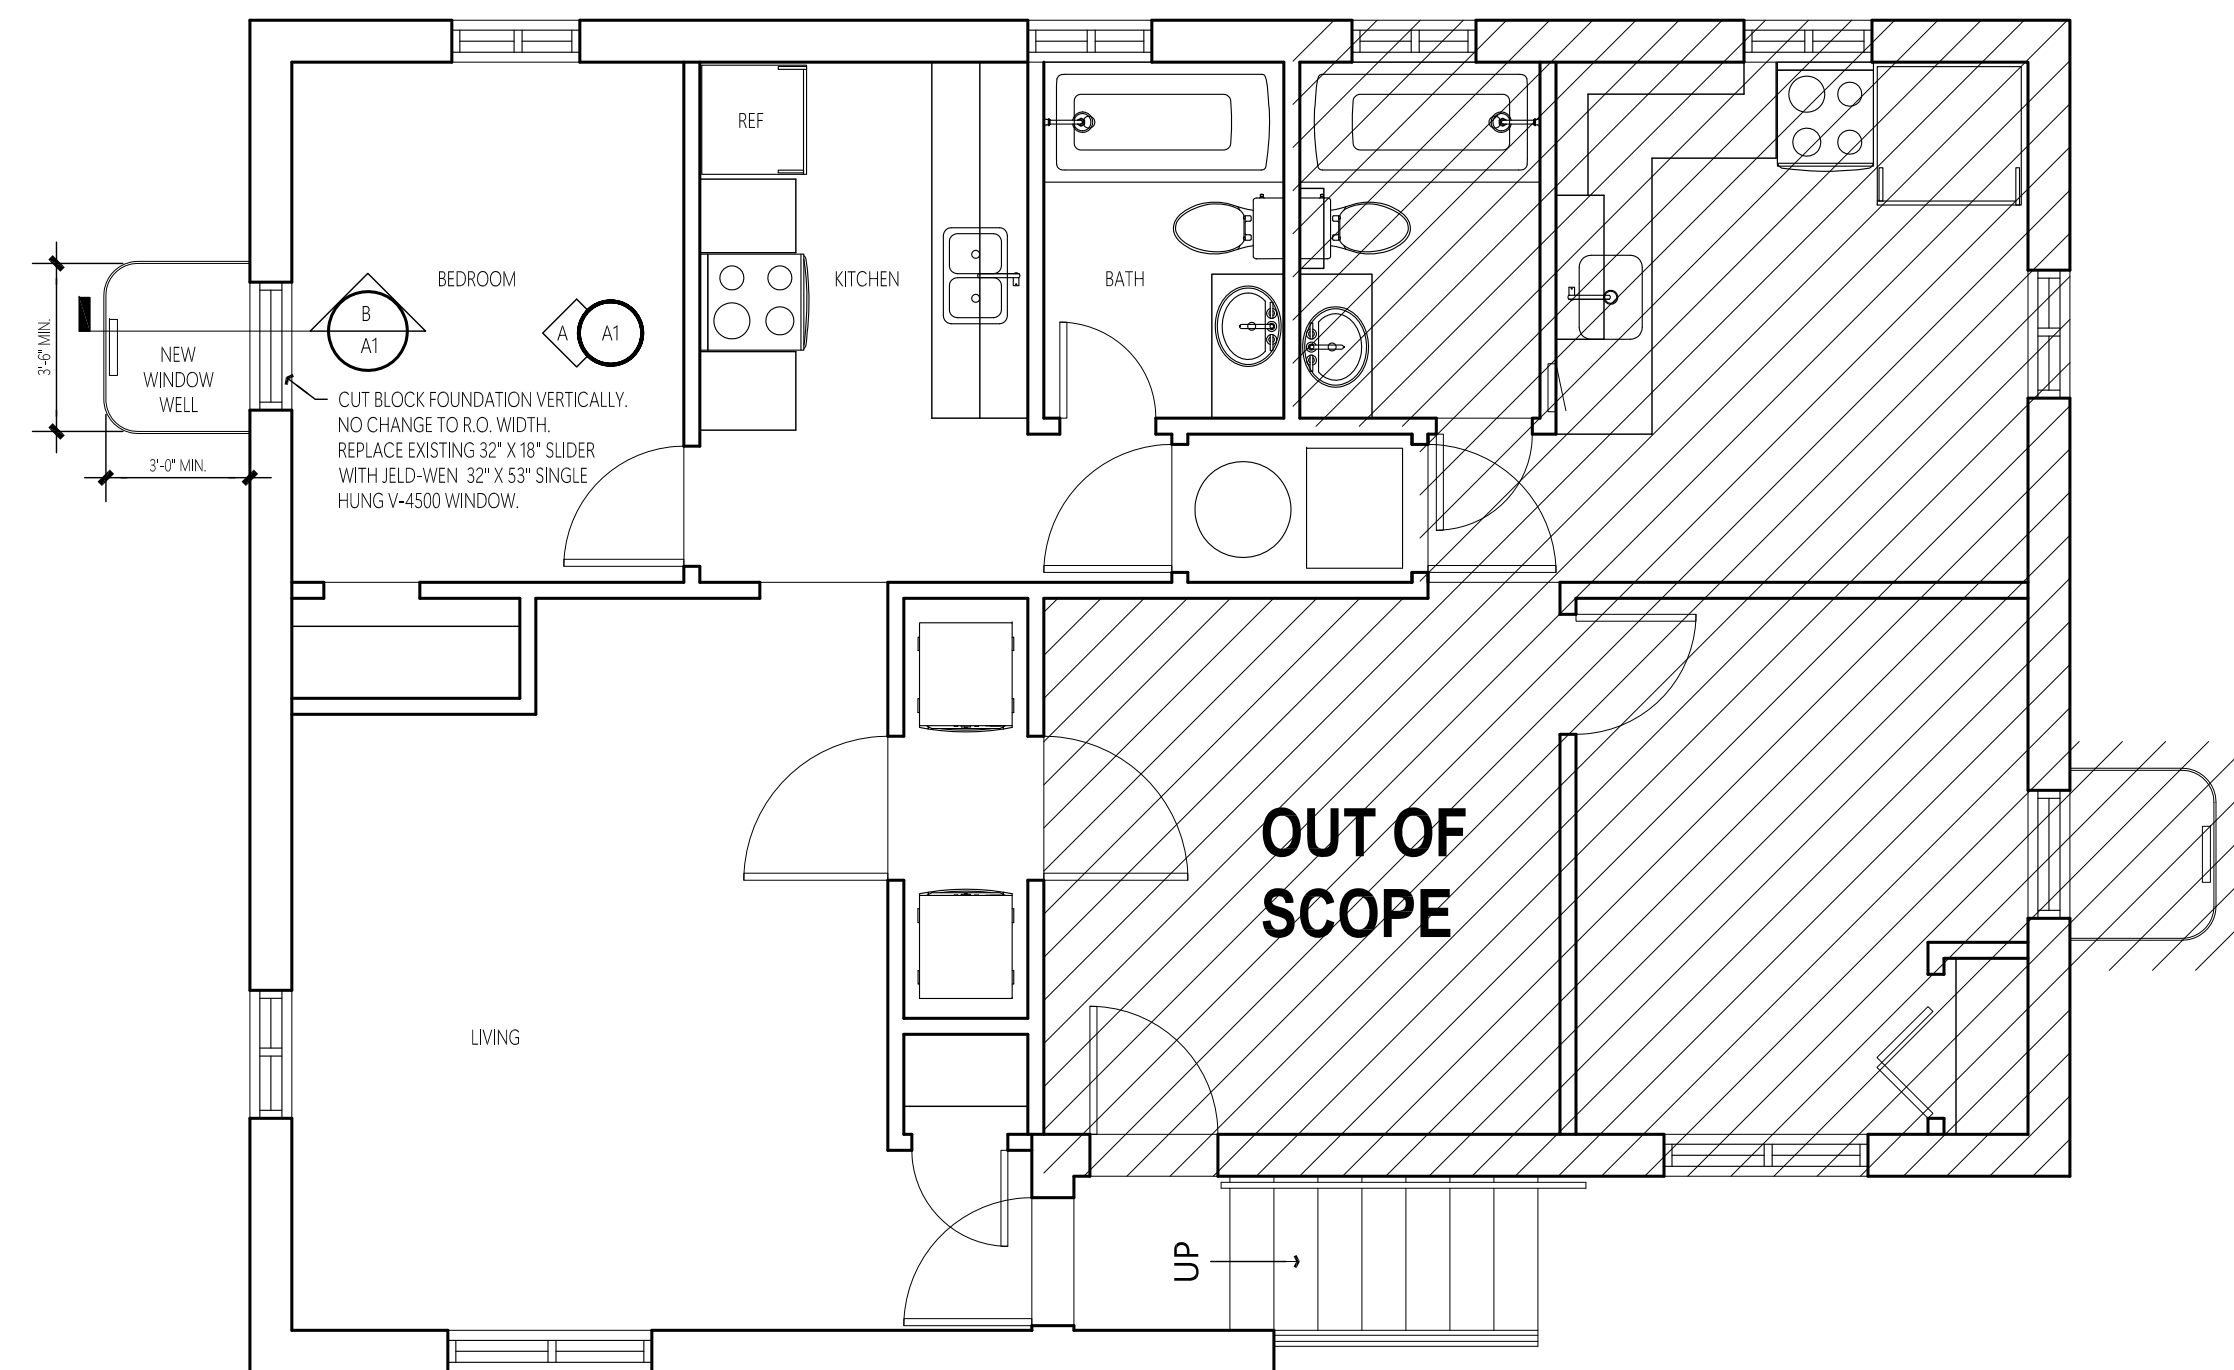 REF
BEDROOM
KITCHEN
BATH
3'-6" MIN.
B
A1
A
A1
NEW
WINDOW
WELL
CUT BLOCK FOUNDATION VERTICALLY.
NO CHANGE TO R.O. WIDTH.
REPLACE EXISTING 32" X 18" SLIDER
WITH JELD-WEN 32" X 53" SINGLE
HUNG V-4500 WINDOW.
3'-0" MIN.
OUT OF
SCOPE
LIVING
UP